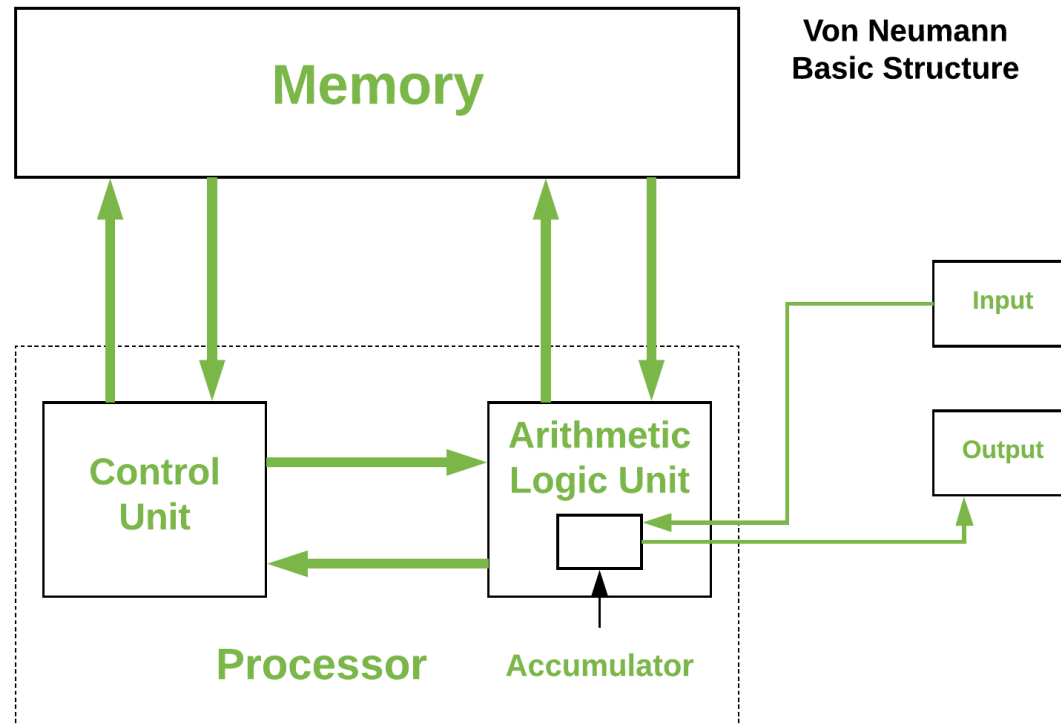 Von Neumann
Basic Structure
Memory
Input
Output
Control
Unit
Arithmetic
Logic Unit
Processor
Accumulator